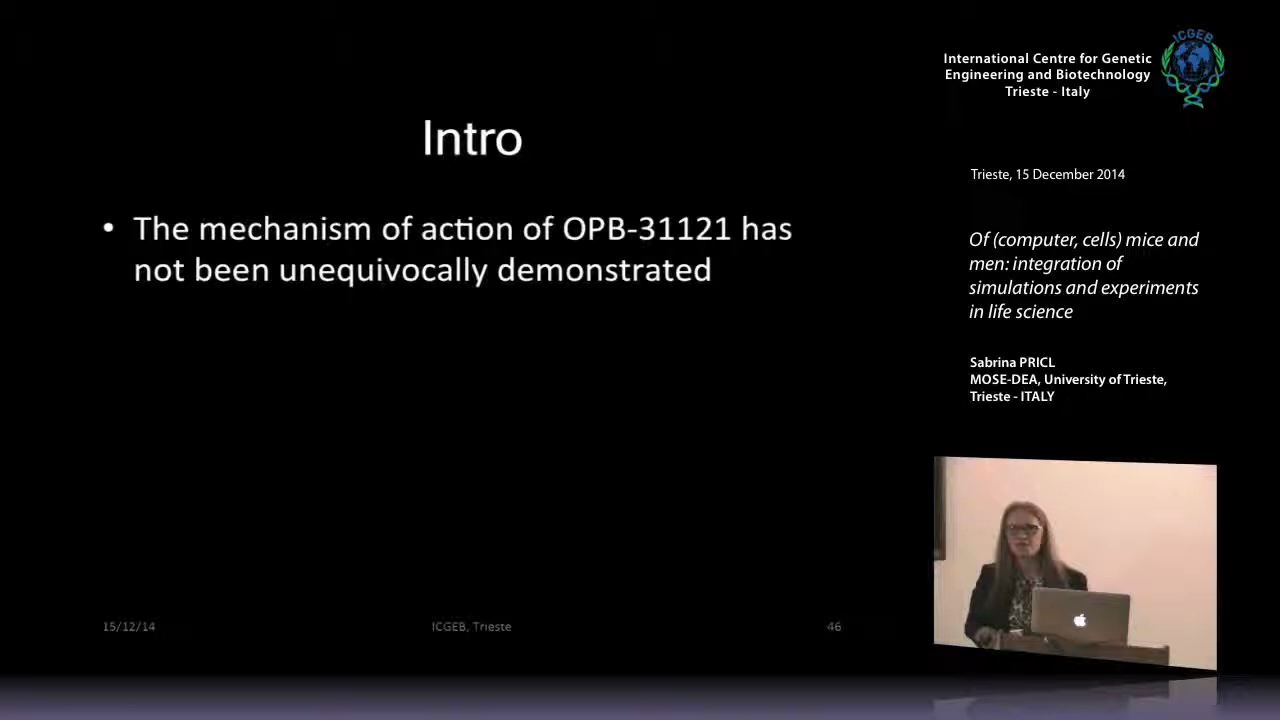 Intro
• The mechanism of action of OPB-31121 has
not been unequivocally demonstrated
15/12/14
ICGEB, Trieste
46
International Centre for Genetic
Engineering and Biotechnology
Trieste - Italy
ICGEB
Trieste, 15 December 2014
Of (computer, cells) mice and
men: integration of
simulations and experiments
in life science
Sabrina PRICL
MOSE-DEA, University of Trieste,
Trieste - ITALY